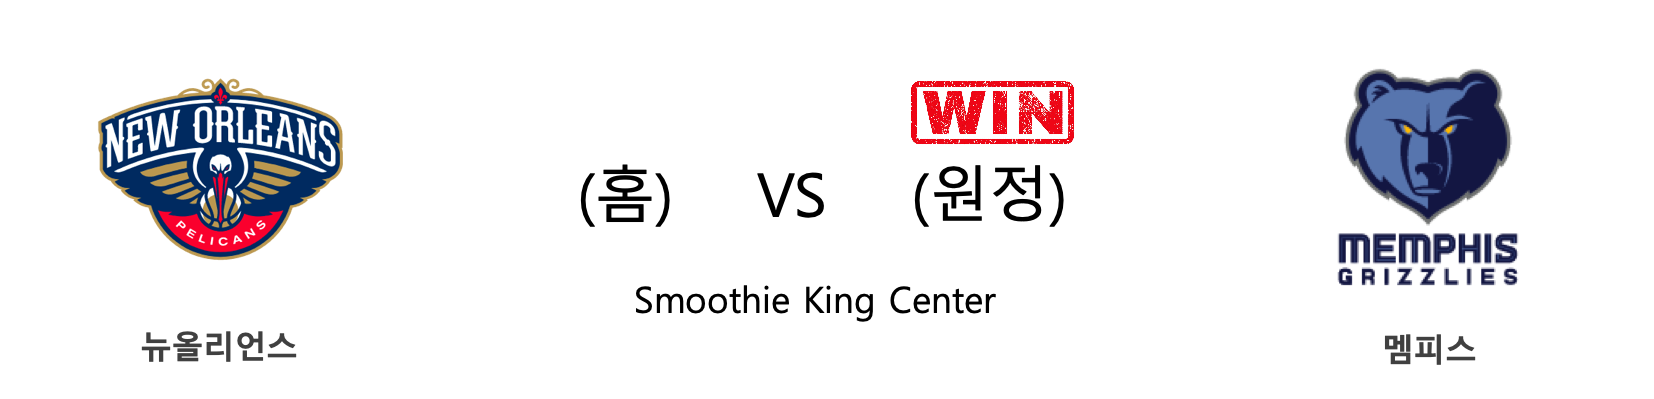 NEW ORLEANS
PELICANS
뉴올리언스
WIN
(홈) VS (원정)
Smoothie King Center
MEMPHIS
GRIZZLIES
멤피스